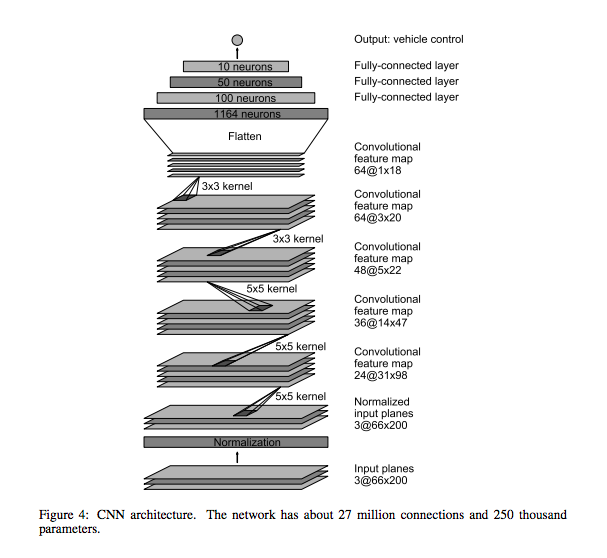 Output: vehicle control
10 neurons
Fully-connected layer
50 neurons
Fully-connected layer
100 neurons
Fully-connected layer
1164 neurons
Flatten
Convolutional
feature map
64@1x18
3x3 kernel
Convolutional
feature map
64@3x20
3x3 kernel
Convolutional
feature map
48@5x22
5x5 kernel
Convolutional
feature map
36@14x47
5x5 kernel
Convolutional
feature map
24@31x98
5x5 kernel
Normalized
input planes
3@66x200
Normalization
Input planes
3@66x200
Figure 4: CNN architecture. The network has about 27 million connections and 250 thousand
parameters.